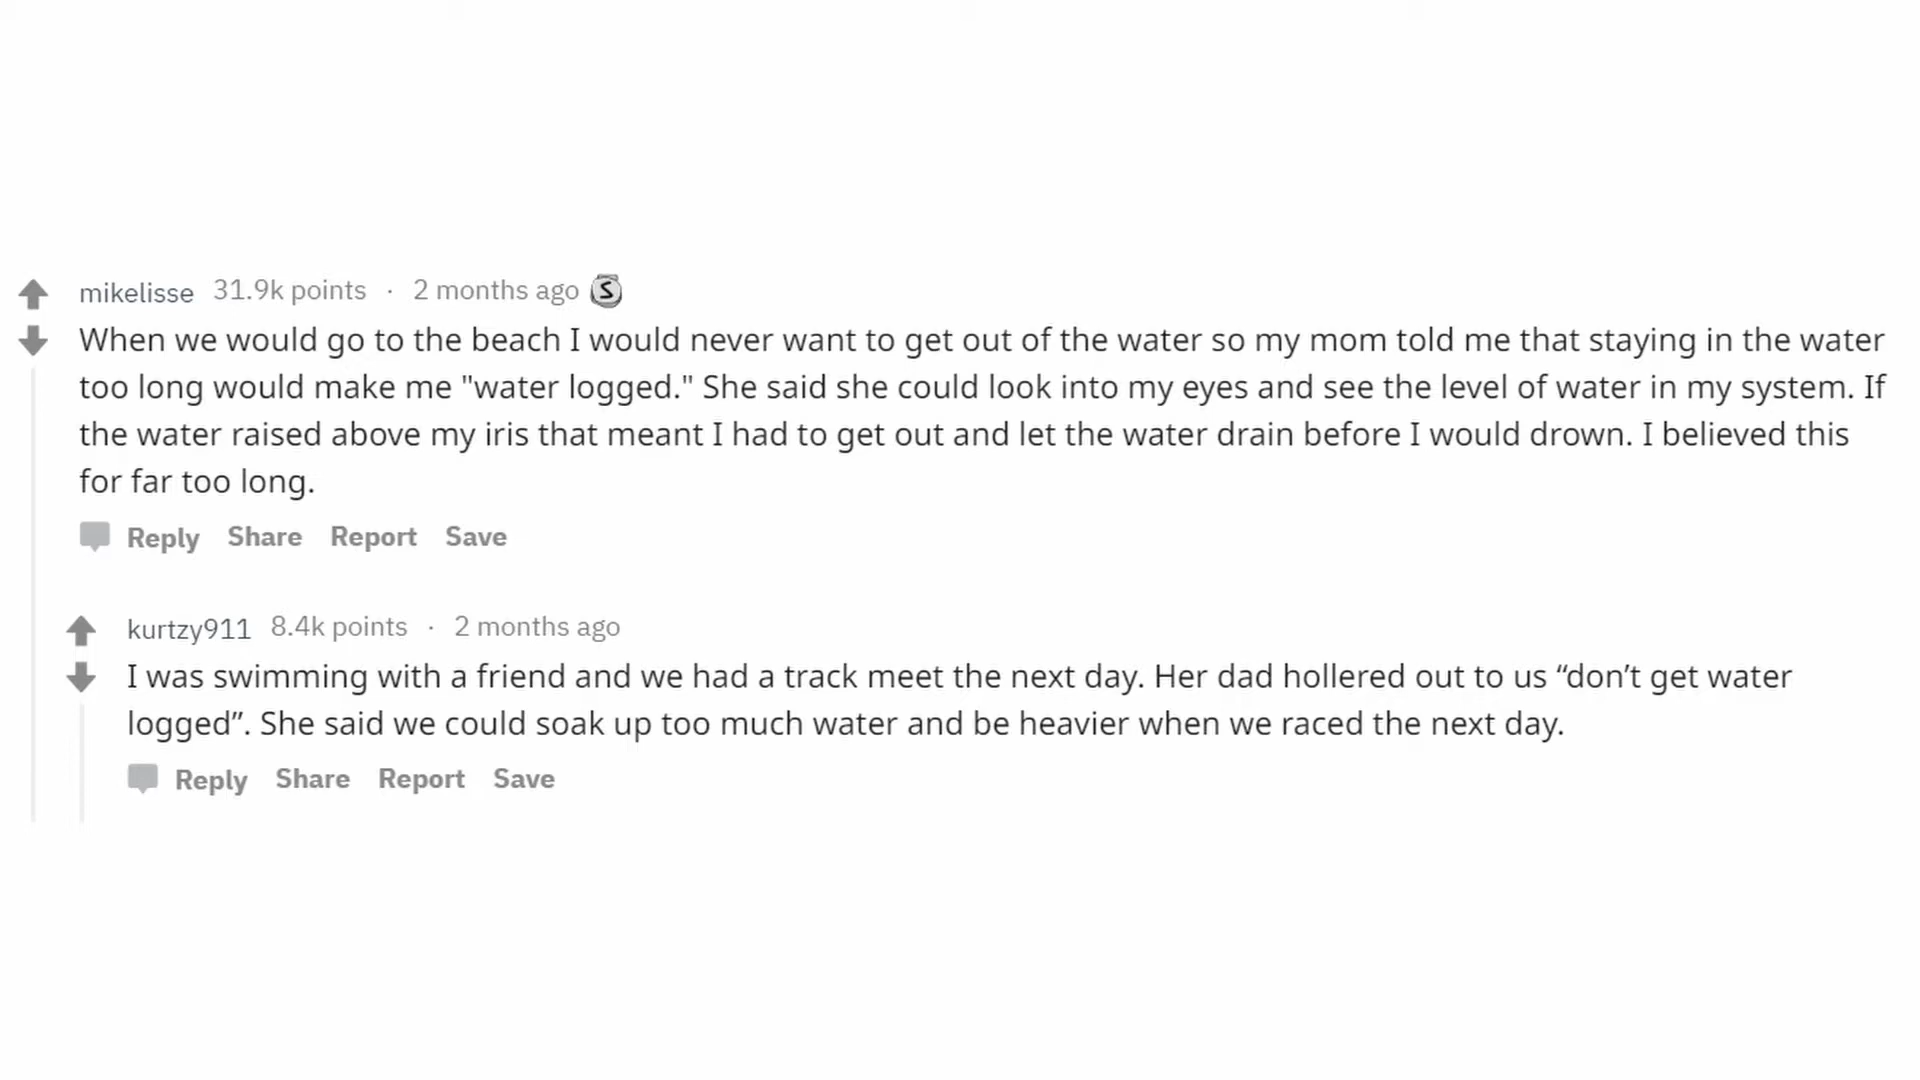 mikelisse 31.9k points · 2 months ago S
When we would go to the beach I would never want to get out of the water so my mom told me that staying in the water
too long would make me "water logged." She said she could look into my eyes and see the level of water in my system. If
the water raised above my iris that meant I had to get out and let the water drain before I would drown. I believed this
for far too long.
Reply Share Report Save
kurtzy911 8.4k points · 2 months ago
I was swimming with a friend and we had a track meet the next day. Her dad hollered out to us “don’t get water
logged”. She said we could soak up too much water and be heavier when we raced the next day.
Reply Share Report Save